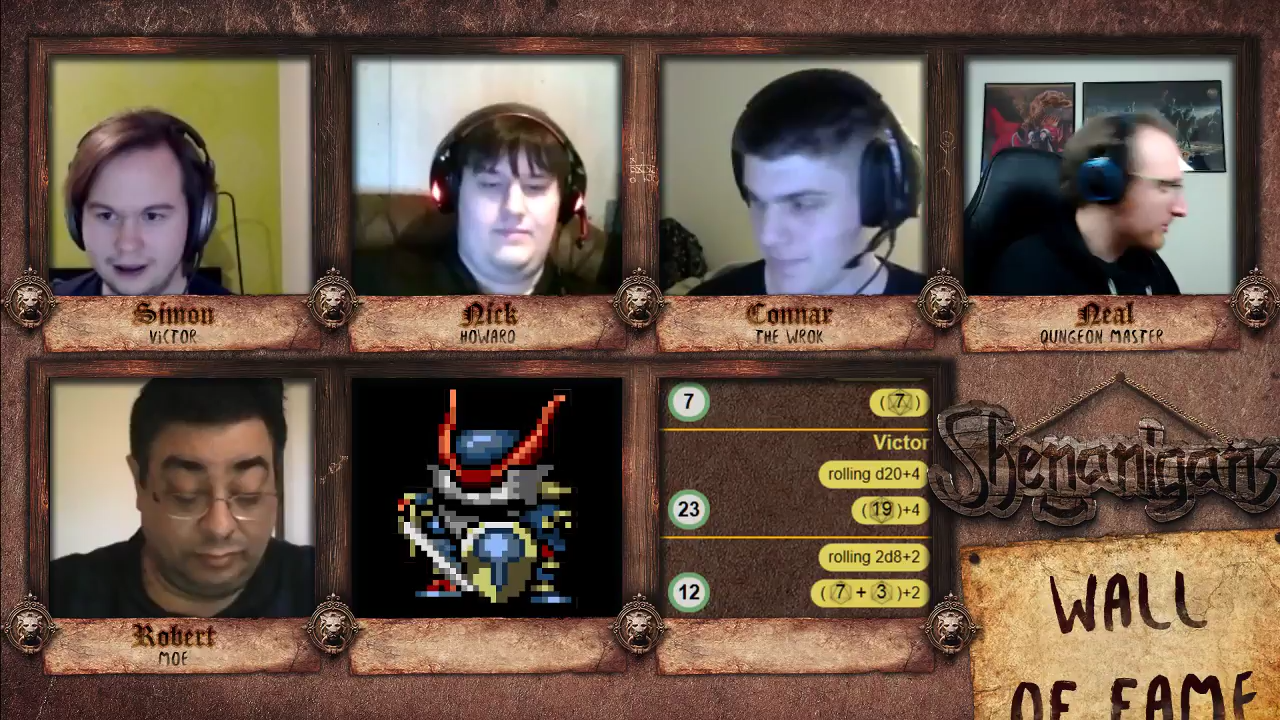 Simon
VICTOR
Nick
HOWARD
Connar
THE WROK
Neal
DUNGEON MASTER
Robert
MOE
7
(7)
Victor
rolling d20+4
23
(19)+4
rolling 2d8+2
12
(7 + 3)+2
Shenanigans
WALL
OF FAME